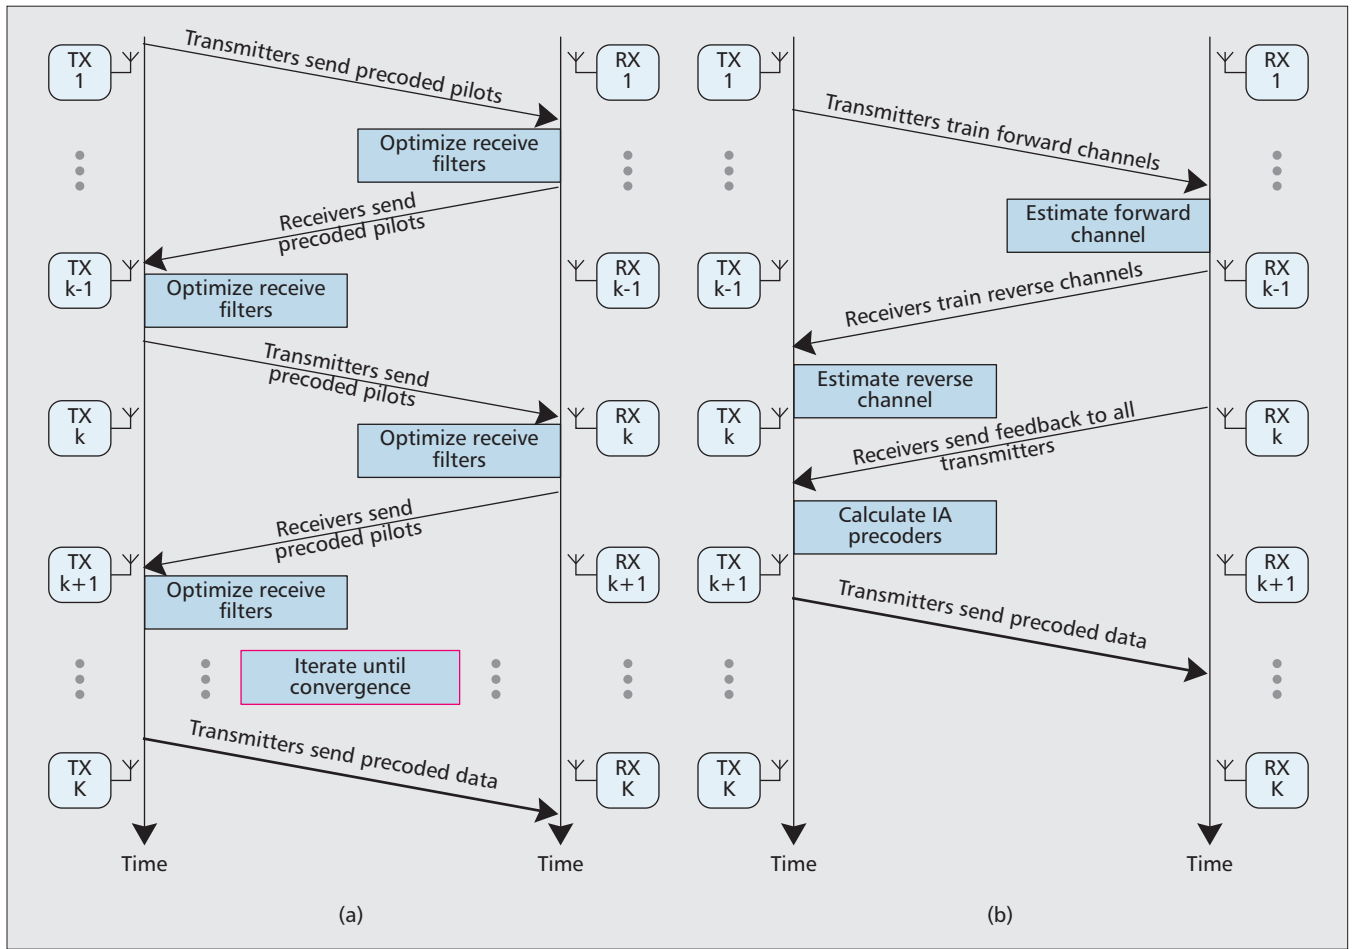 TX
1
Transmitters send precoded pilots
RX
1
Optimize receive
filters
Receivers send
precoded pilots
TX
k-1
RX
k-1
Optimize receive
filters
Transmitters send
precoded pilots
TX
k
RX
k
Optimize receive
filters
Receivers send
precoded pilots
TX
k+1
RX
k+1
Optimize receive
filters
Iterate until
convergence
Transmitters send precoded data
TX
K
RX
K
Time
Time
(a)
TX
1
RX
1
Transmitters train forward channels
Estimate forward
channel
TX
k-1
RX
k-1
Receivers train reverse channels
Estimate reverse
channel
TX
k
RX
k
Receivers send feedback to all
transmitters
Calculate IA
precoders
TX
k+1
RX
k+1
Transmitters send precoded data
TX
K
RX
K
Time
Time
(b)